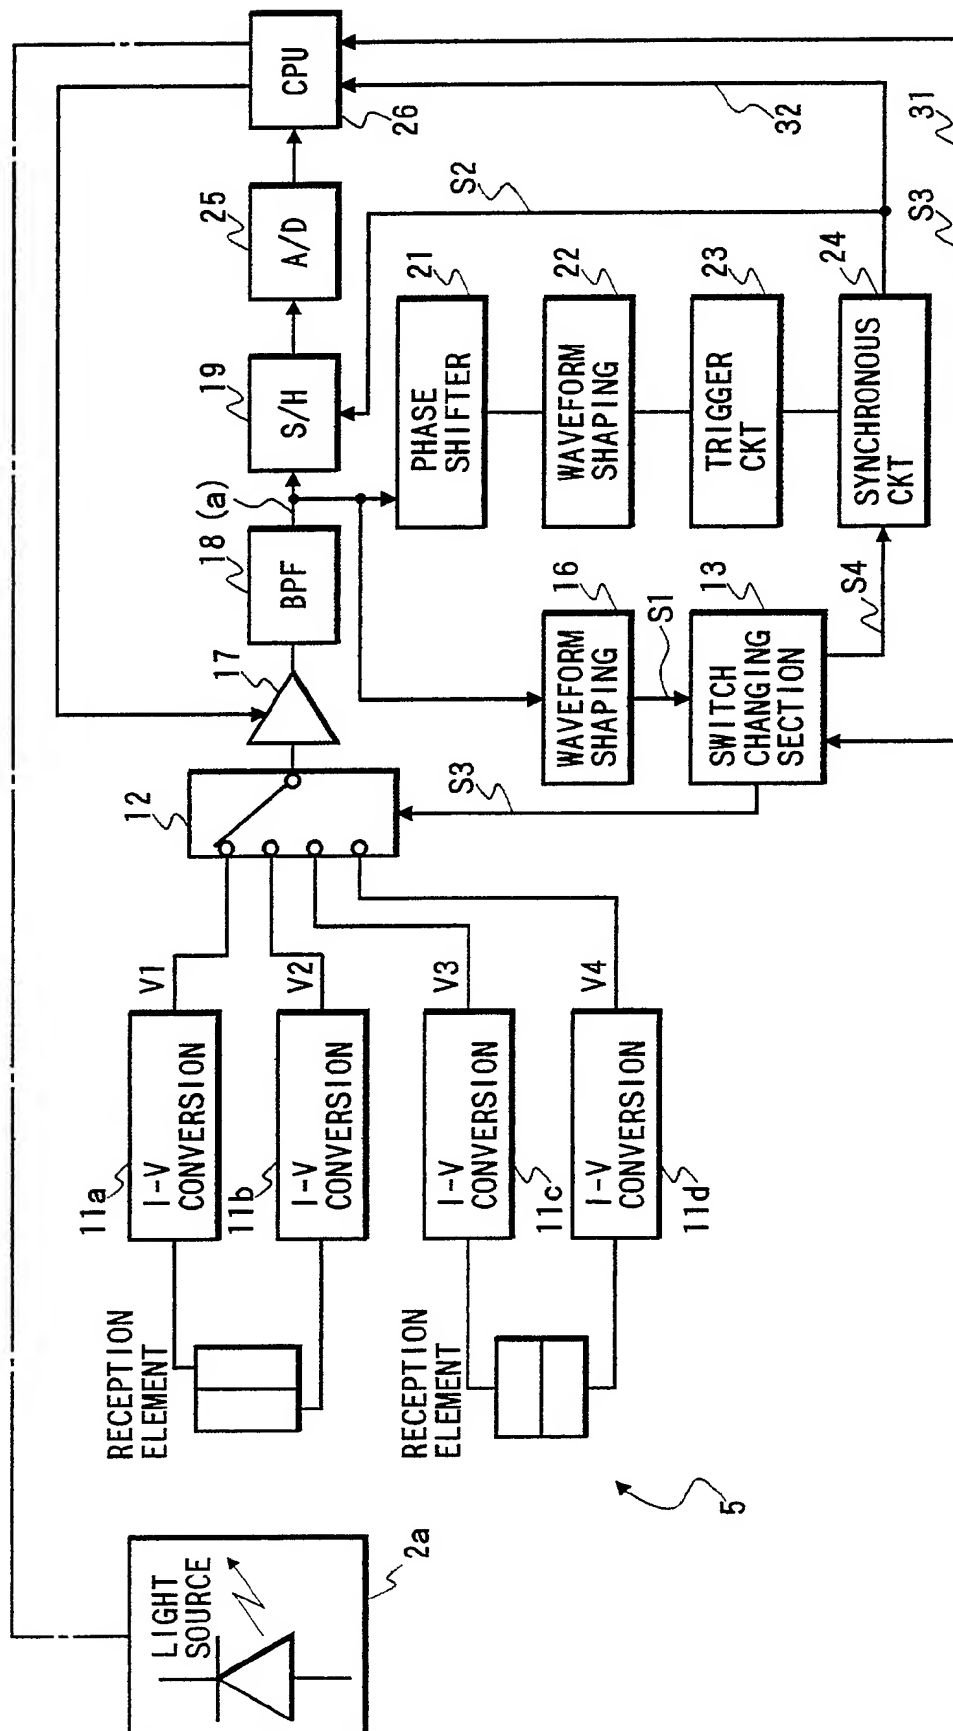 LIGHT
SOURCE
2a
5
RECEPTION
ELEMENT
RECEPTION
ELEMENT
11a
I-V
CONVERSION
V1
11b
I-V
CONVERSION
V2
I-V
CONVERSION
11c
V3
I-V
CONVERSION
11d
V4
12
S3
17
18
BPF
(a)
19
S/H
25
A/D
CPU
26
S2
32
31
S3
16
WAVEFORM
SHAPING
S1
13
SWITCH
CHANGING
SECTION
S4
21
PHASE
SHIFTER
22
WAVEFORM
SHAPING
23
TRIGGER
CKT
24
SYNCHRONOUS
CKT